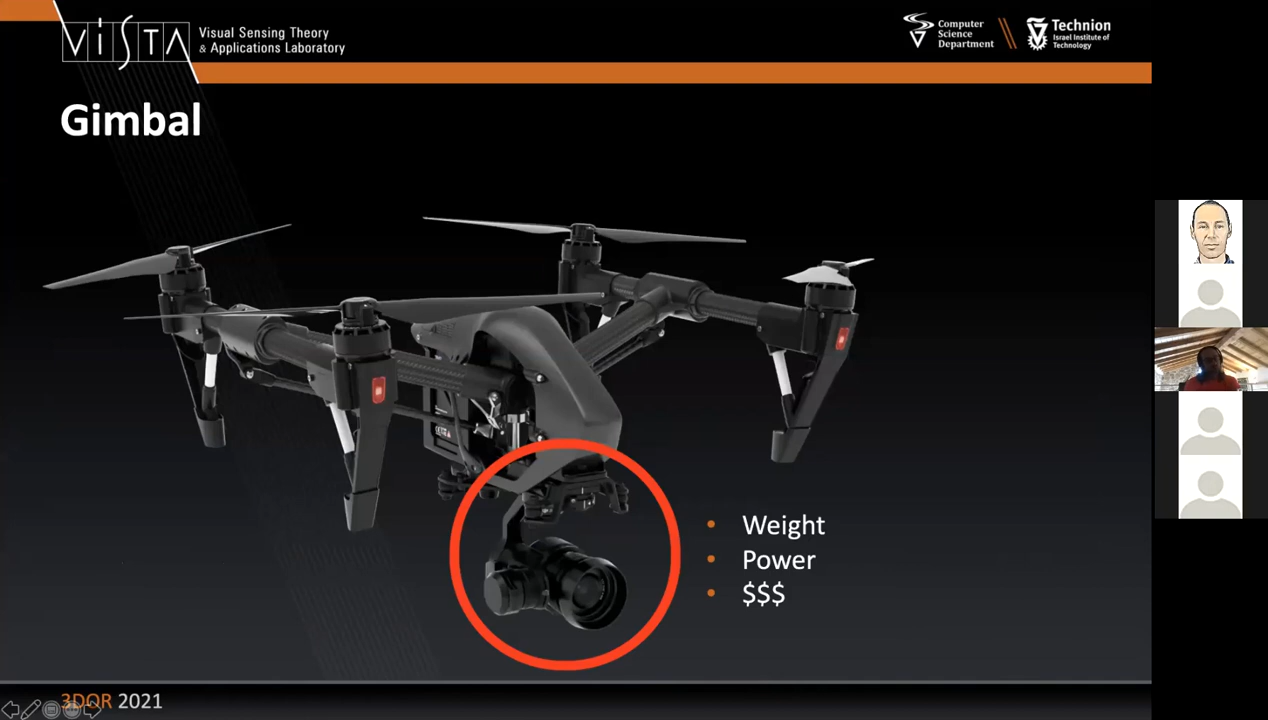 ViSTA
Visual Sensing Theory
& Applications Laboratory
Computer
Science
Department
Technion
Israel Institute of
Technology
Gimbal
• Weight
• Power
• $$$
3DOR 2021